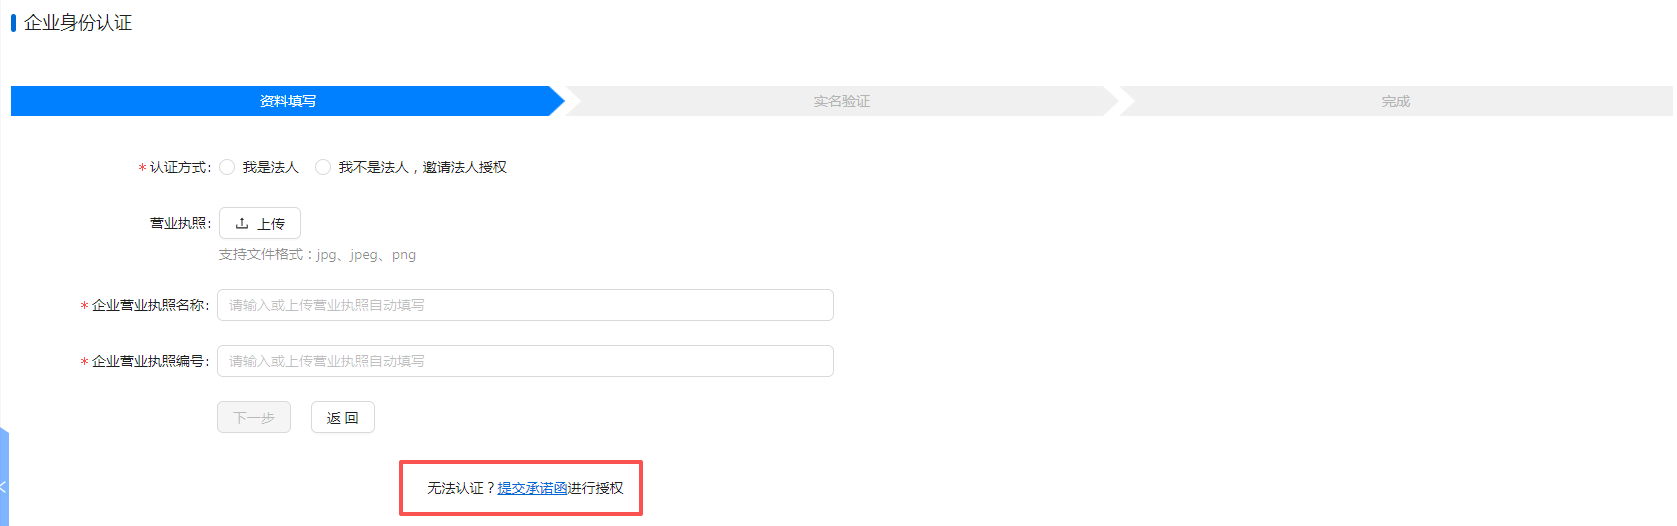 企业身份认证
资料填写 实名验证 完成
* 认证方式: 我是法人 我不是法人，邀请法人授权
营业执照: 上传
支持文件格式：jpg、jpeg、png
* 企业营业执照名称: 请输入或上传营业执照自动填写
* 企业营业执照编号: 请输入或上传营业执照自动填写
下一步 返 回
无法认证？提交承诺函进行授权